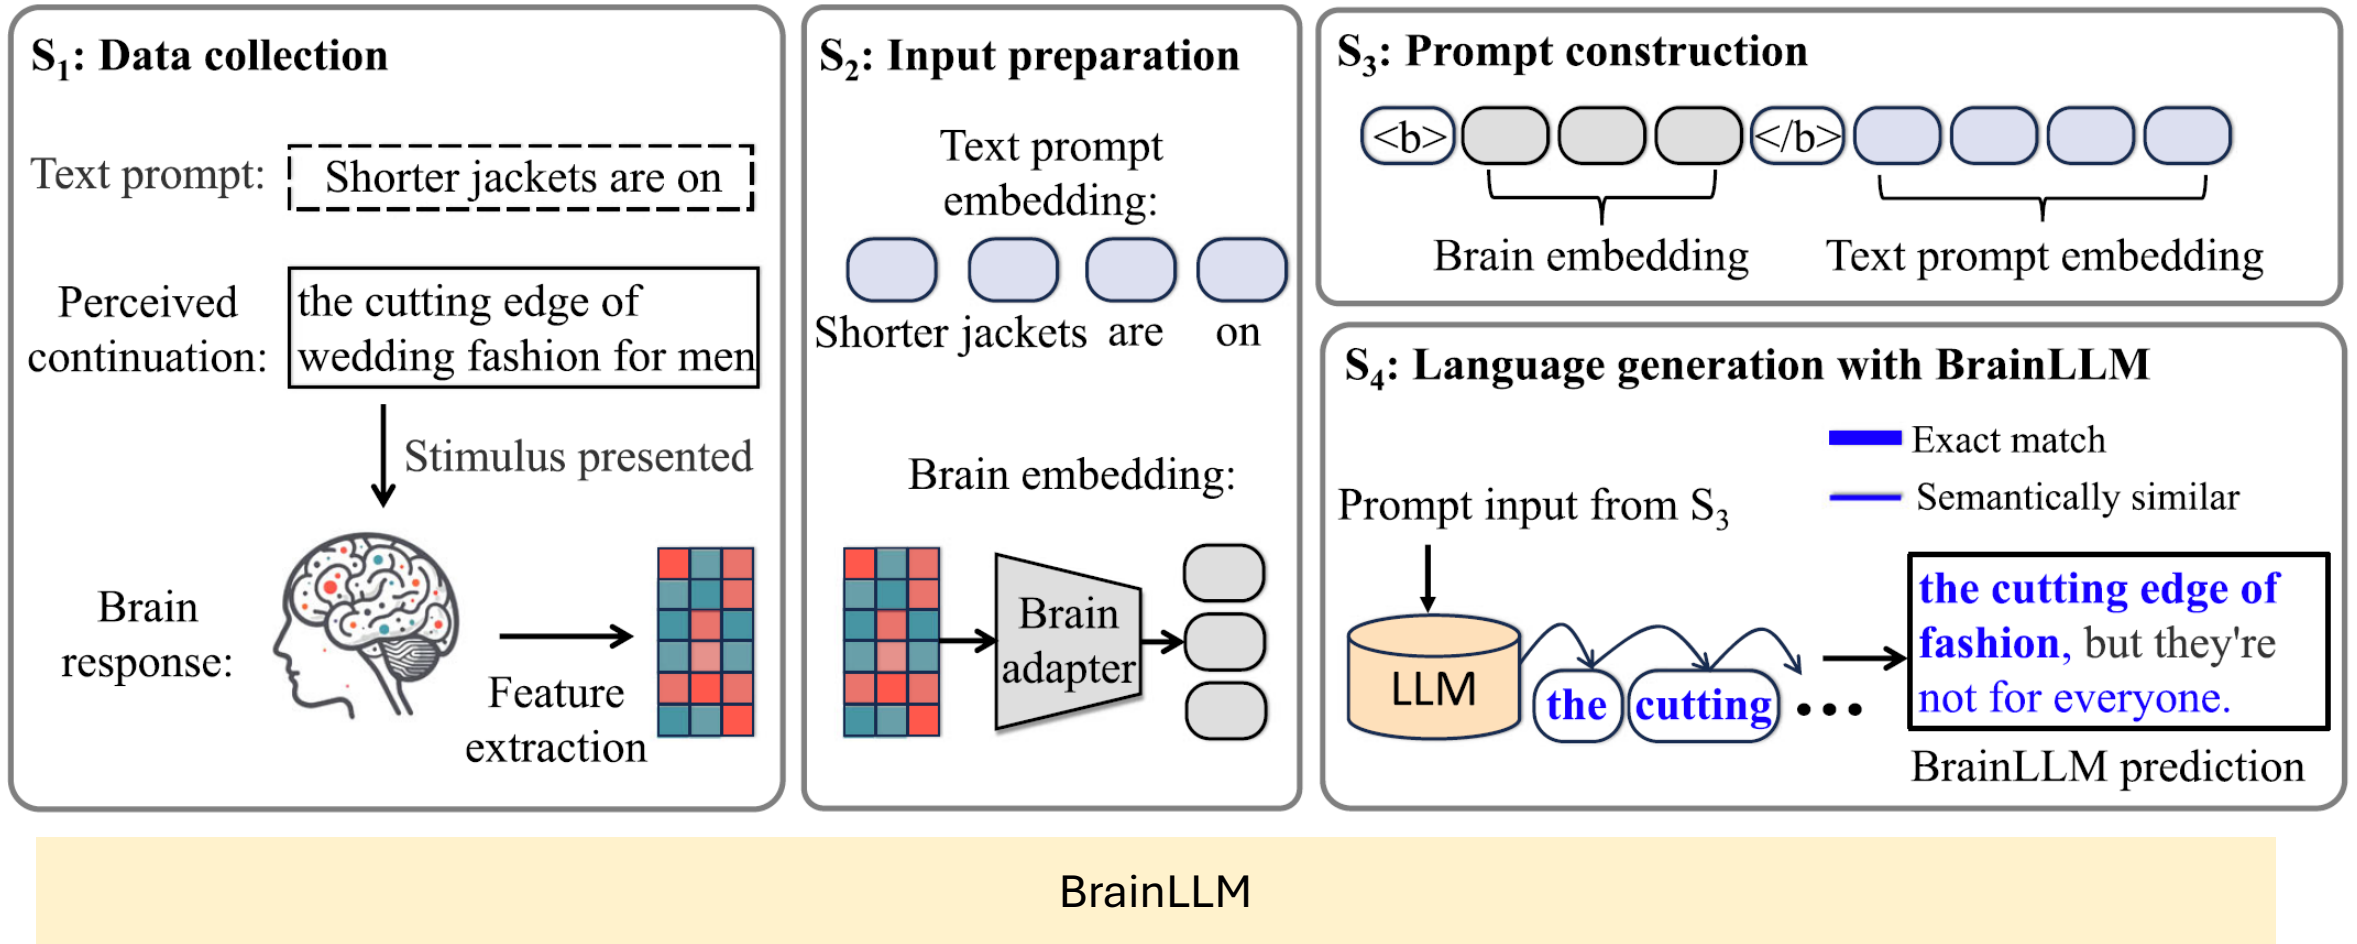 S₁: Data collection
Text prompt:
Shorter jackets are on
Perceived
continuation:
the cutting edge of
wedding fashion for men
Stimulus presented
Brain
response:
Feature
extraction
S₂: Input preparation
Text prompt
embedding:
Shorter jackets are on
Brain embedding:
Brain
adapter
S₃: Prompt construction
<b>
</b>
Brain embedding
Text prompt embedding
S₄: Language generation with BrainLLM
Exact match
Semantically similar
Prompt input from S₃
LLM
the
cutting
...
the cutting edge of
fashion, but they're
not for everyone.
BrainLLM prediction
BrainLLM